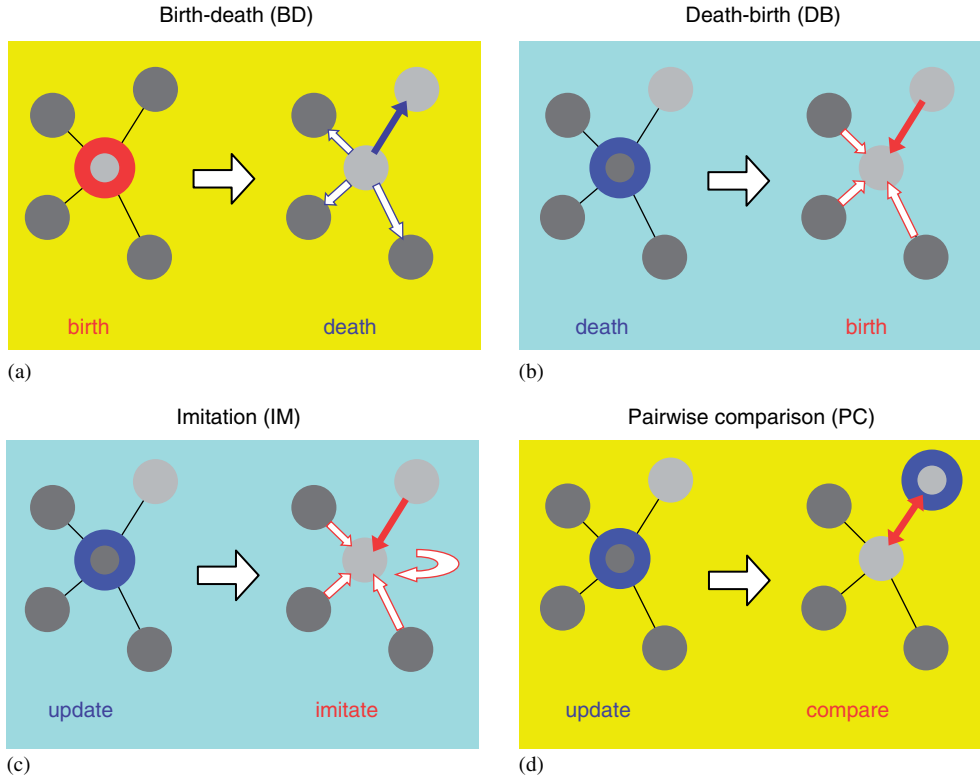 Birth-death (BD)
Death-birth (DB)
birth
death
death
birth
(a)
(b)
Imitation (IM)
Pairwise comparison (PC)
update
imitate
update
compare
(c)
(d)